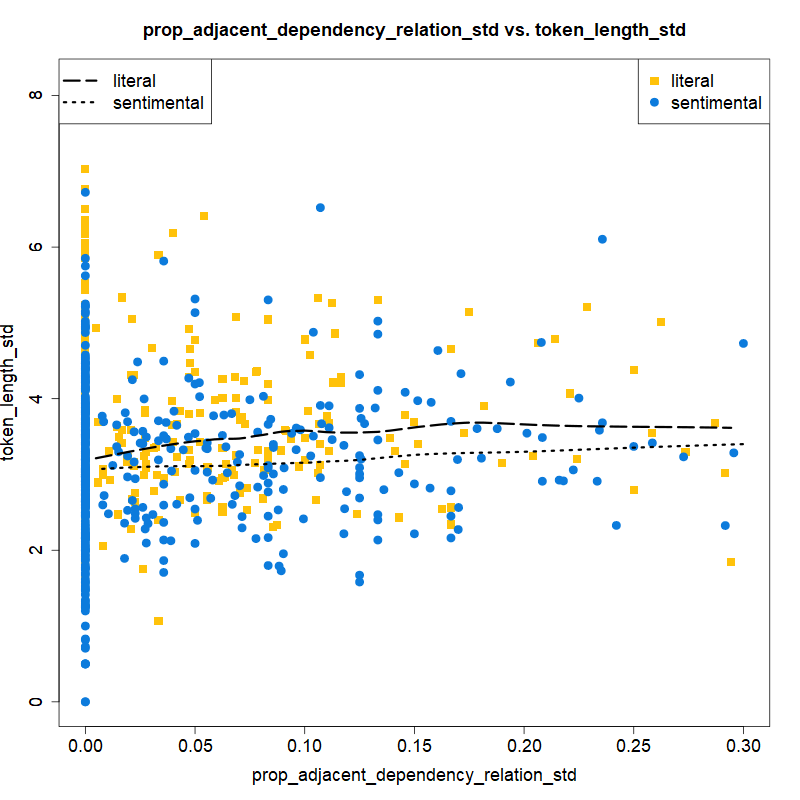 prop_adjacent_dependency_relation_std vs. token_length_std
literal
sentimental
literal
sentimental
token_length_std
8
6
4
2
0
0.00 0.05 0.10 0.15 0.20 0.25 0.30
prop_adjacent_dependency_relation_std